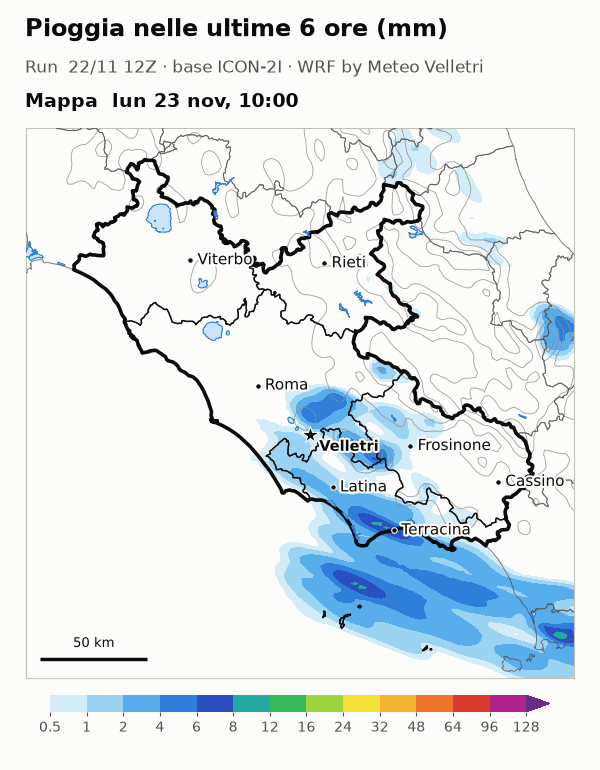 Pioggia nelle ultime 6 ore (mm)
Run  22/11 12Z · base ICON-2I · WRF by Meteo Velletri
Mappa  lun 23 nov, 10:00
Viterbo
Rieti
Roma
Velletri
Frosinone
Latina
Cassino
Terracina
50 km
0.5 1 2 4 6 8 12 16 24 32 48 64 96 128